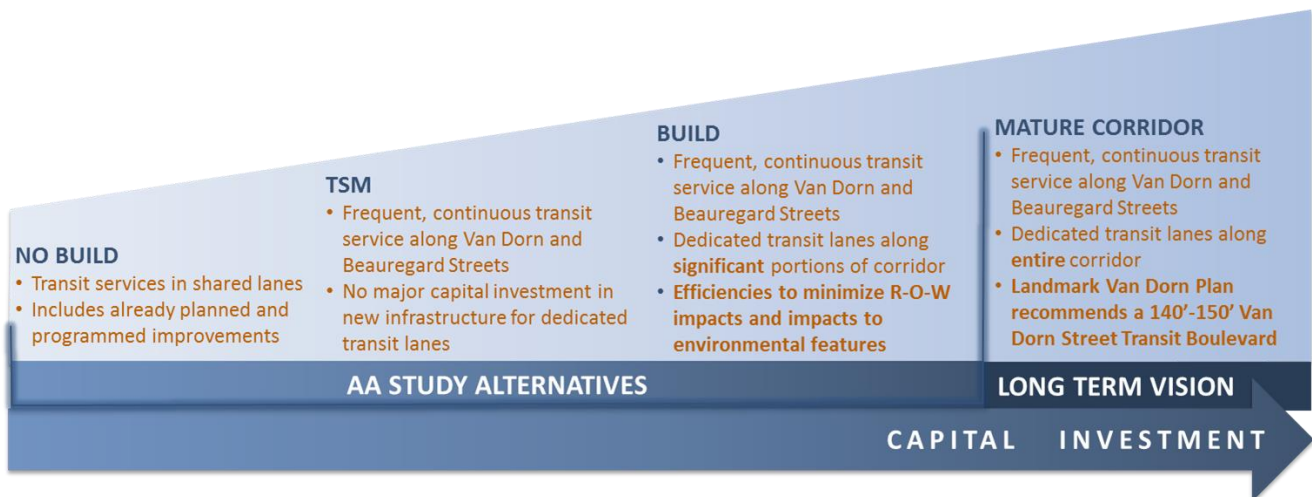 NO BUILD
• Transit services in shared lanes
• Includes already planned and
programmed improvements
TSM
• Frequent, continuous transit
service along Van Dorn and
Beauregard Streets
• No major capital investment in
new infrastructure for dedicated
transit lanes
BUILD
• Frequent, continuous transit
service along Van Dorn and
Beauregard Streets
• Dedicated transit lanes along
significant portions of corridor
• Efficiencies to minimize R-O-W
impacts and impacts to
environmental features
MATURE CORRIDOR
• Frequent, continuous transit
service along Van Dorn and
Beauregard Streets
• Dedicated transit lanes along
entire corridor
• Landmark Van Dorn Plan
recommends a 140’-150’ Van
Dorn Street Transit Boulevard
AA STUDY ALTERNATIVES
LONG TERM VISION
CAPITAL INVESTMENT